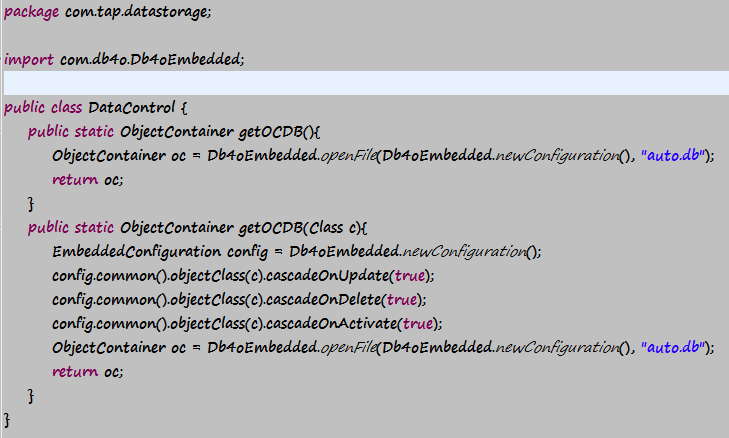 package com.tap.datastorage;
import com.db4o.Db4oEmbedded;
public class DataControl {
public static ObjectContainer getOCDB(){
ObjectContainer oc = Db4oEmbedded.openFile(Db4oEmbedded.newConfiguration(), "auto.db");
return oc;
}
public static ObjectContainer getOCDB(Class c){
EmbeddedConfiguration config = Db4oEmbedded.newConfiguration();
config.common().objectClass(c).cascadeOnUpdate(true);
config.common().objectClass(c).cascadeOnDelete(true);
config.common().objectClass(c).cascadeOnActivate(true);
ObjectContainer oc = Db4oEmbedded.openFile(Db4oEmbedded.newConfiguration(), "auto.db");
return oc;
}
}